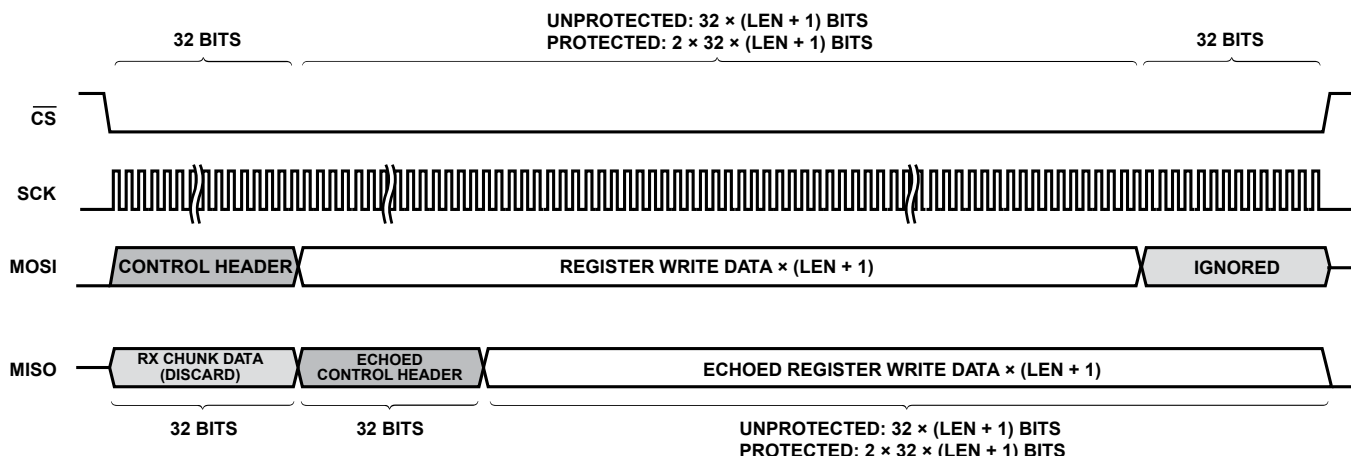 UNPROTECTED: 32 × (LEN + 1) BITS
32 BITS
PROTECTED: 2 × 32 × (LEN + 1) BITS
32 BITS
CS
SCK
MOSI
CONTROL HEADER
REGISTER WRITE DATA × (LEN + 1)
IGNORED
MISO
RX CHUNK DATA
(DISCARD)
ECHOED
CONTROL HEADER
ECHOED REGISTER WRITE DATA × (LEN + 1)
32 BITS
32 BITS
UNPROTECTED: 32 × (LEN + 1) BITS
PROTECTED: 2 × 32 × (LEN + 1) BITS